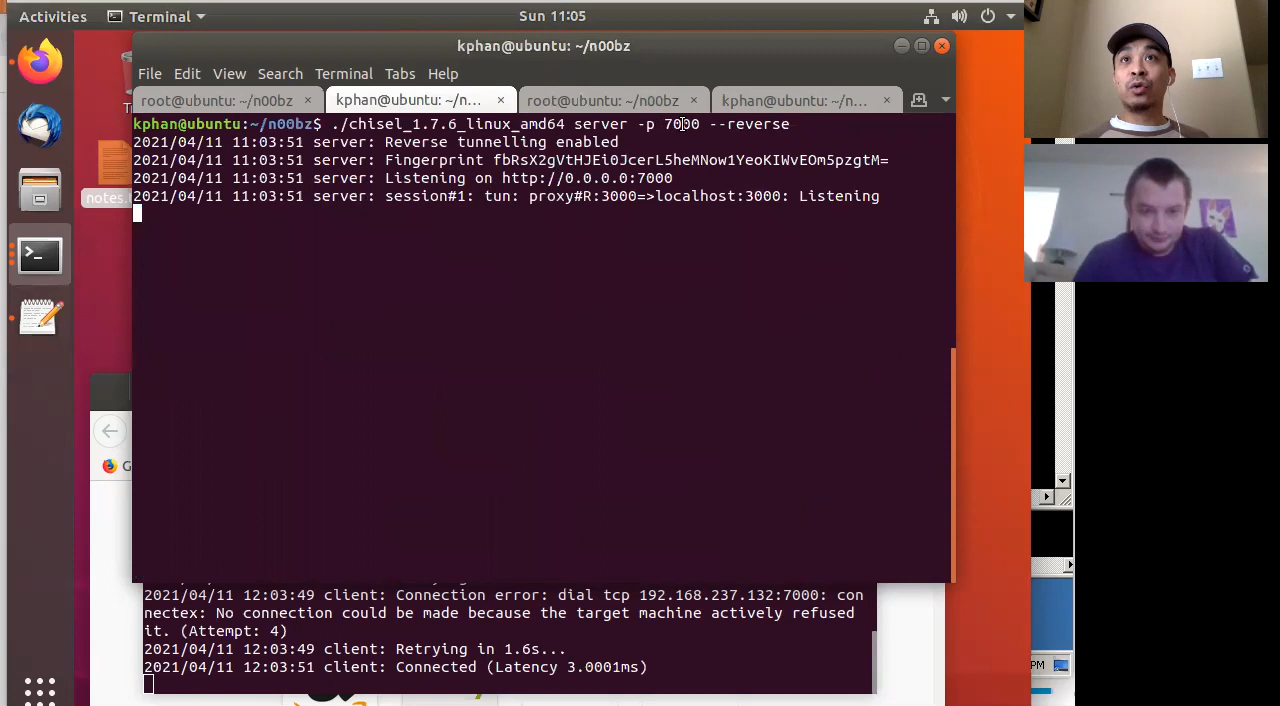 Activities Terminal Sun 11:05
kphan@ubuntu: ~/n00bz
File Edit View Search Terminal Tabs Help
root@ubuntu: ~/n00bz × kphan@ubuntu: ~/n... × root@ubuntu: ~/n00bz × kphan@ubuntu: ~/n... ×
kphan@ubuntu:~/n00bz$ ./chisel_1.7.6_linux_amd64 server -p 7000 --reverse
2021/04/11 11:03:51 server: Reverse tunnelling enabled
2021/04/11 11:03:51 server: Fingerprint fbRsX2gVtHJEi0JcerL5heMNow1YeoKIWvEOm5pzgtM=
2021/04/11 11:03:51 server: Listening on http://0.0.0.0:7000
2021/04/11 11:03:51 server: session#1: tun: proxy#R:3000=>localhost:3000: Listening
notes.
G
2021/04/11 12:03:49 client: Connection error: dial tcp 192.168.237.132:7000: con
nectex: No connection could be made because the target machine actively refused
it. (Attempt: 4)
2021/04/11 12:03:49 client: Retrying in 1.6s...
2021/04/11 12:03:51 client: Connected (Latency 3.0001ms)
PM